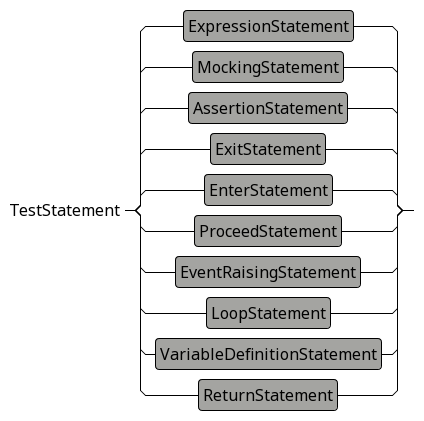 ExpressionStatement
MockingStatement
AssertionStatement
ExitStatement
EnterStatement
TestStatement
ProceedStatement
EventRaisingStatement
LoopStatement
VariableDefinitionStatement
ReturnStatement